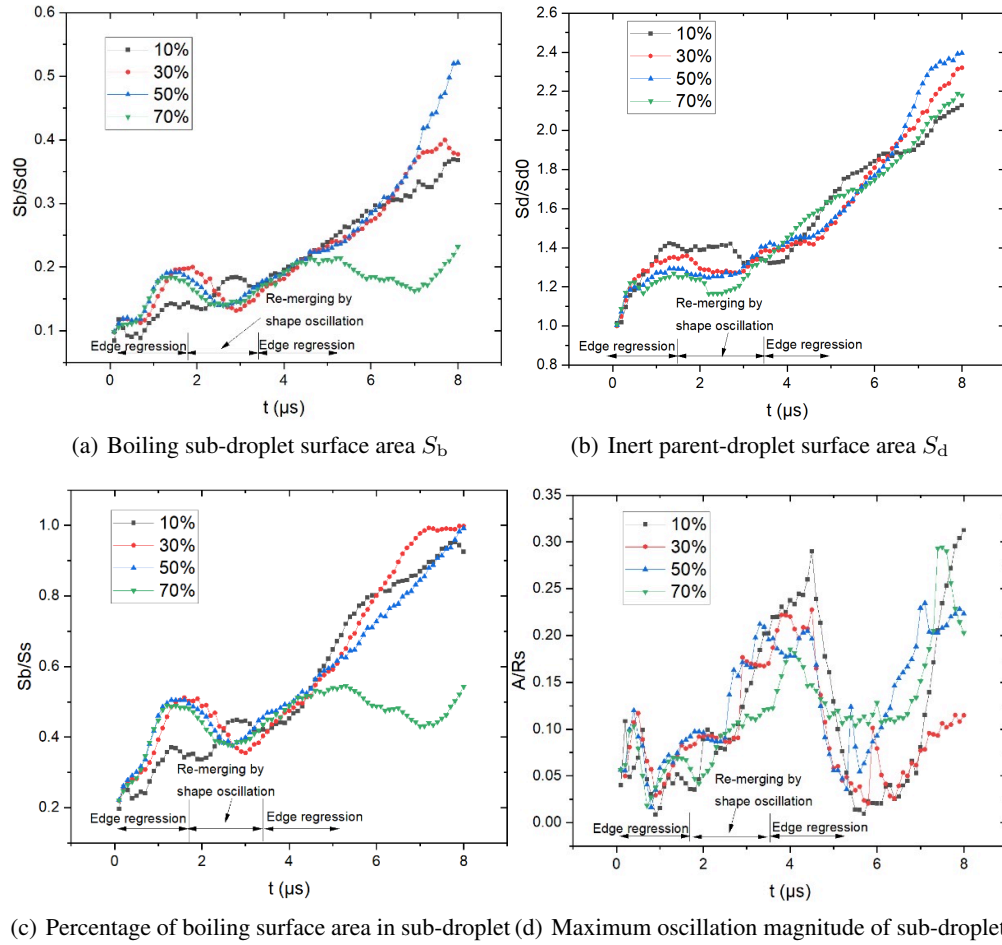 0.5
0.4
0.3
0.2
0.1
Sb/Sd0
10%
30%
50%
70%
Re-merging by
shape oscillation
Edge regression
Edge regression
0 2 4 6 8
t (μs)
(a) Boiling sub-droplet surface area Sb
2.4
2.2
2.0
1.8
1.6
1.4
1.2
1.0
0.8
Sd/Sd0
10%
30%
50%
70%
Re-merging by
shape oscillation
Edge regression
Edge regression
0 2 4 6 8
t (μs)
(b) Inert parent-droplet surface area Sd
1.0
0.8
0.6
0.4
0.2
Sb/Ss
10%
30%
50%
70%
Re-merging by
shape oscillation
Edge regression
Edge regression
0 2 4 6 8
t (μs)
(c) Percentage of boiling surface area in sub-droplet
0.35
0.30
0.25
0.20
0.15
0.10
0.05
0.00
A/Rs
10%
30%
50%
70%
Re-merging by
shape oscillation
Edge regression
Edge regression
0 2 4 6 8
t (μs)
(d) Maximum oscillation magnitude of sub-droplet